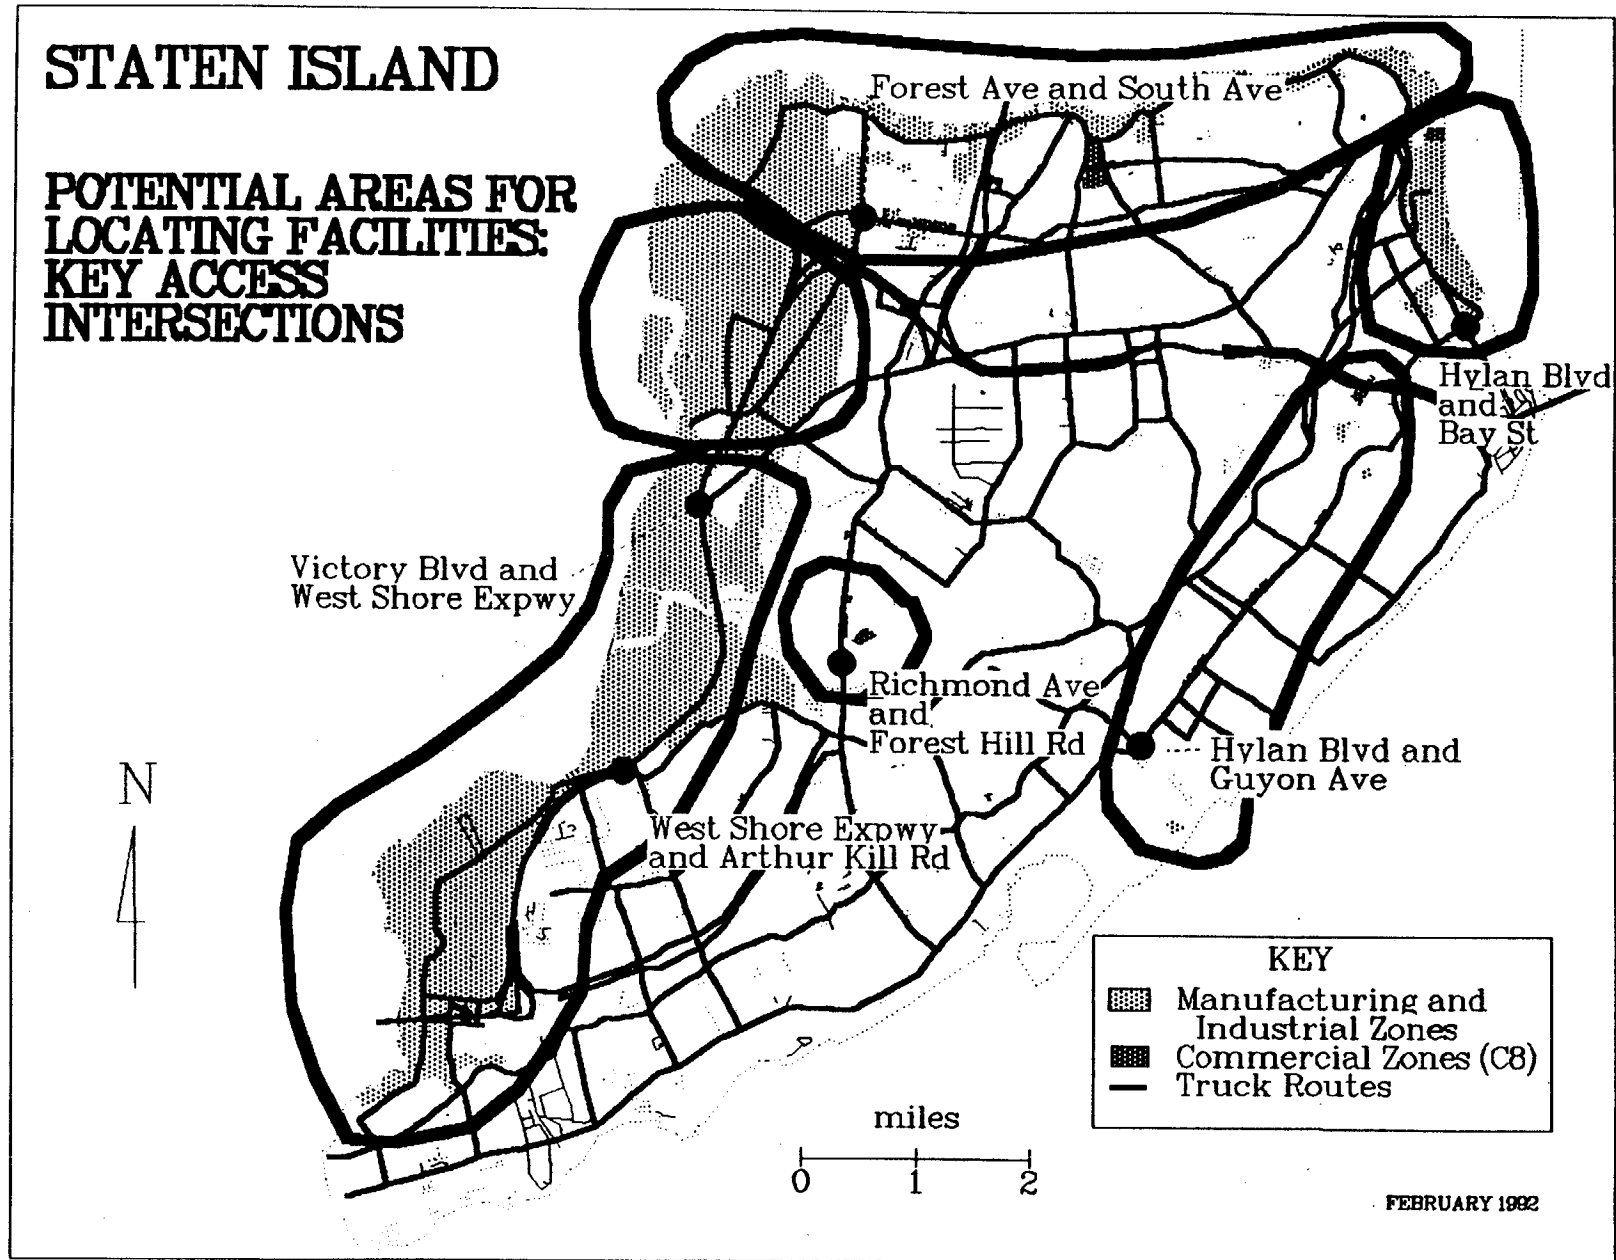 STATEN ISLAND
POTENTIAL AREAS FOR
LOCATING FACILITIES:
KEY ACCESS
INTERSECTIONS
Forest Ave and South Ave
Hylan Blvd
and
Bay St
Victory Blvd and
West Shore Expwy
Richmond Ave
and
Forest Hill Rd
Hylan Blvd and
Guyon Ave
West Shore Expwy
and Arthur Kill Rd
N
KEY
Manufacturing and
Industrial Zones
Commercial Zones (C8)
Truck Routes
miles
0 1 2
FEBRUARY 1992